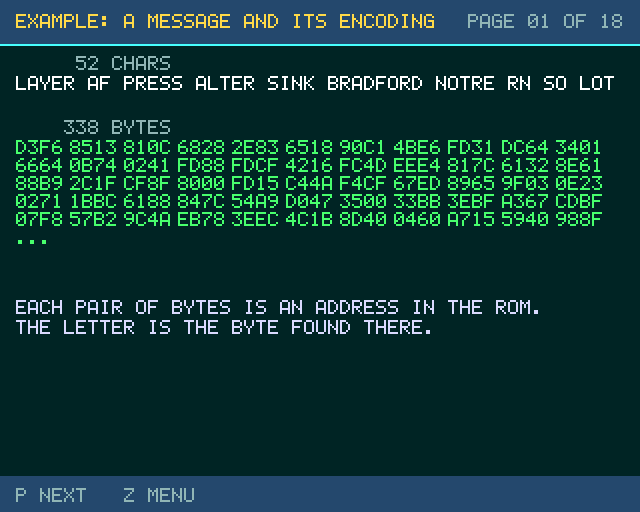 EXAMPLE: A MESSAGE AND ITS ENCODING PAGE 01 OF 18
52 CHARS
LAYER AF PRESS ALTER SINK BRADFORD NOTRE RN SO LOT
338 BYTES
D3F6 8513 810C 6828 2E83 6518 90C1 4BE6 FD31 DC64 3401
6664 0B74 0241 FD88 FDCF 4216 FC4D EEE4 817C 6132 8E61
88B9 2C1F CF8F 8000 FD15 C44A F4CF 67ED 8965 9F03 0E23
0271 1BBC 6188 847C 54A9 D047 3500 33BB 3EBF A367 CDBF
07F8 57B2 9C4A EB78 3EEC 4C1B 8D40 0460 A715 5940 988F
...
EACH PAIR OF BYTES IS AN ADDRESS IN THE ROM.
THE LETTER IS THE BYTE FOUND THERE.
P NEXT Z MENU